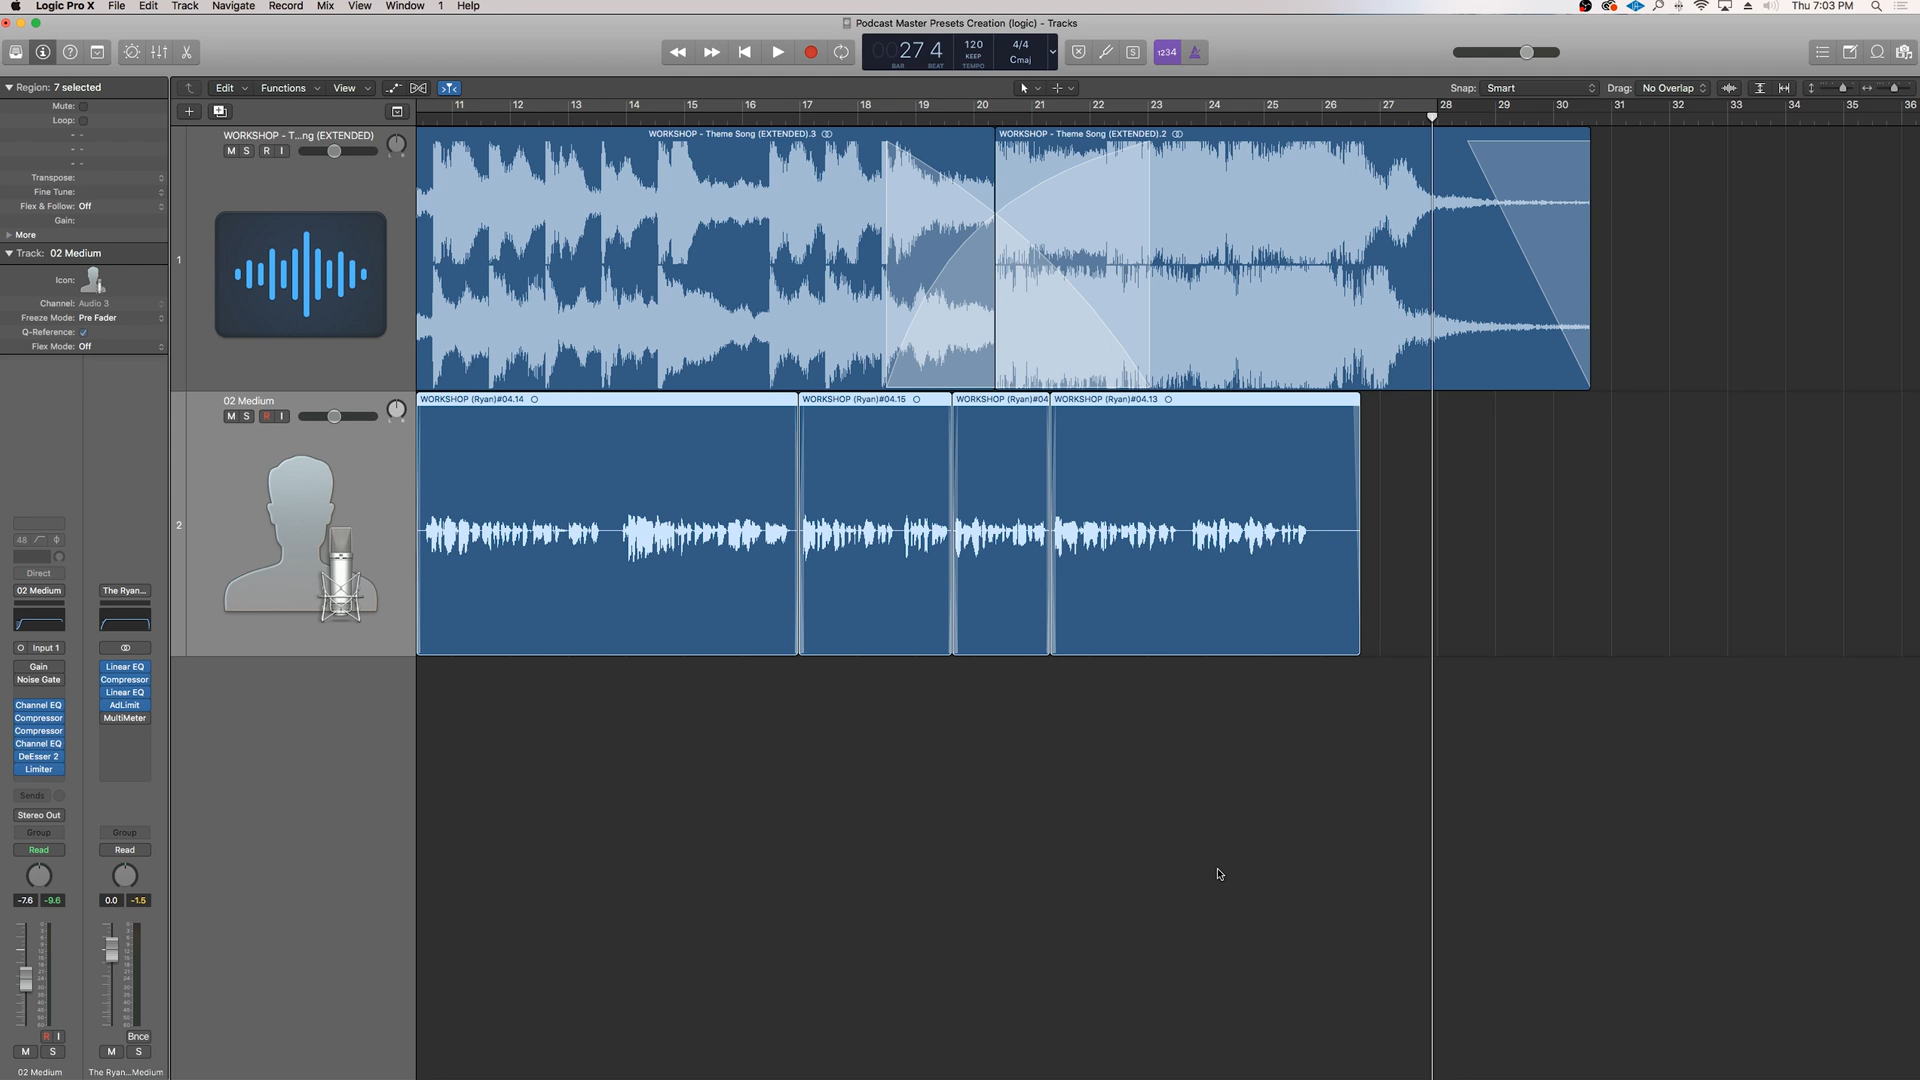 Logic Pro X File Edit Track Navigate Record Mix View Window 1 Help Thu 7:03 PM
Podcast Master Presets Creation (logic) - Tracks
0027 4 120 4/4
KEEP Cmaj 1234
BAR BEAT TEMPO
Region: 7 selected
Edit Functions View Snap: Smart Drag: No Overlap
Mute:
Loop:
- -
- -
- -
Transpose:
Fine Tune:
Flex & Follow: Off
Gain:
More
Track: 02 Medium
Icon:
Channel: Audio 3
Freeze Mode: Pre Fader
Q-Reference:
Flex Mode: Off
11 12 13 14 15 16 17 18 19 20 21 22 23 24 25 26 27 28 29 30 31 32 33 34 35 36
WORKSHOP - T...ng (EXTENDED)
M S R I
1
WORKSHOP - Theme Song (EXTENDED).3
WORKSHOP - Theme Song (EXTENDED).2
02 Medium
M S R I
2
WORKSHOP (Ryan)#04.14
WORKSHOP (Ryan)#04.15
WORKSHOP (Ryan)#04
WORKSHOP (Ryan)#04.13
48
Direct
02 Medium The Ryan...
Input 1
Gain Linear EQ
Noise Gate Compressor
Linear EQ
Channel EQ AdLimit
Compressor MultiMeter
Compressor
Channel EQ
DeEsser 2
Limiter
Sends
Stereo Out
Group Group
Read Read
-7.6 -9.6 0.0 -1.5
R I Bnce
M S M S
02 Medium The Ryan...Medium